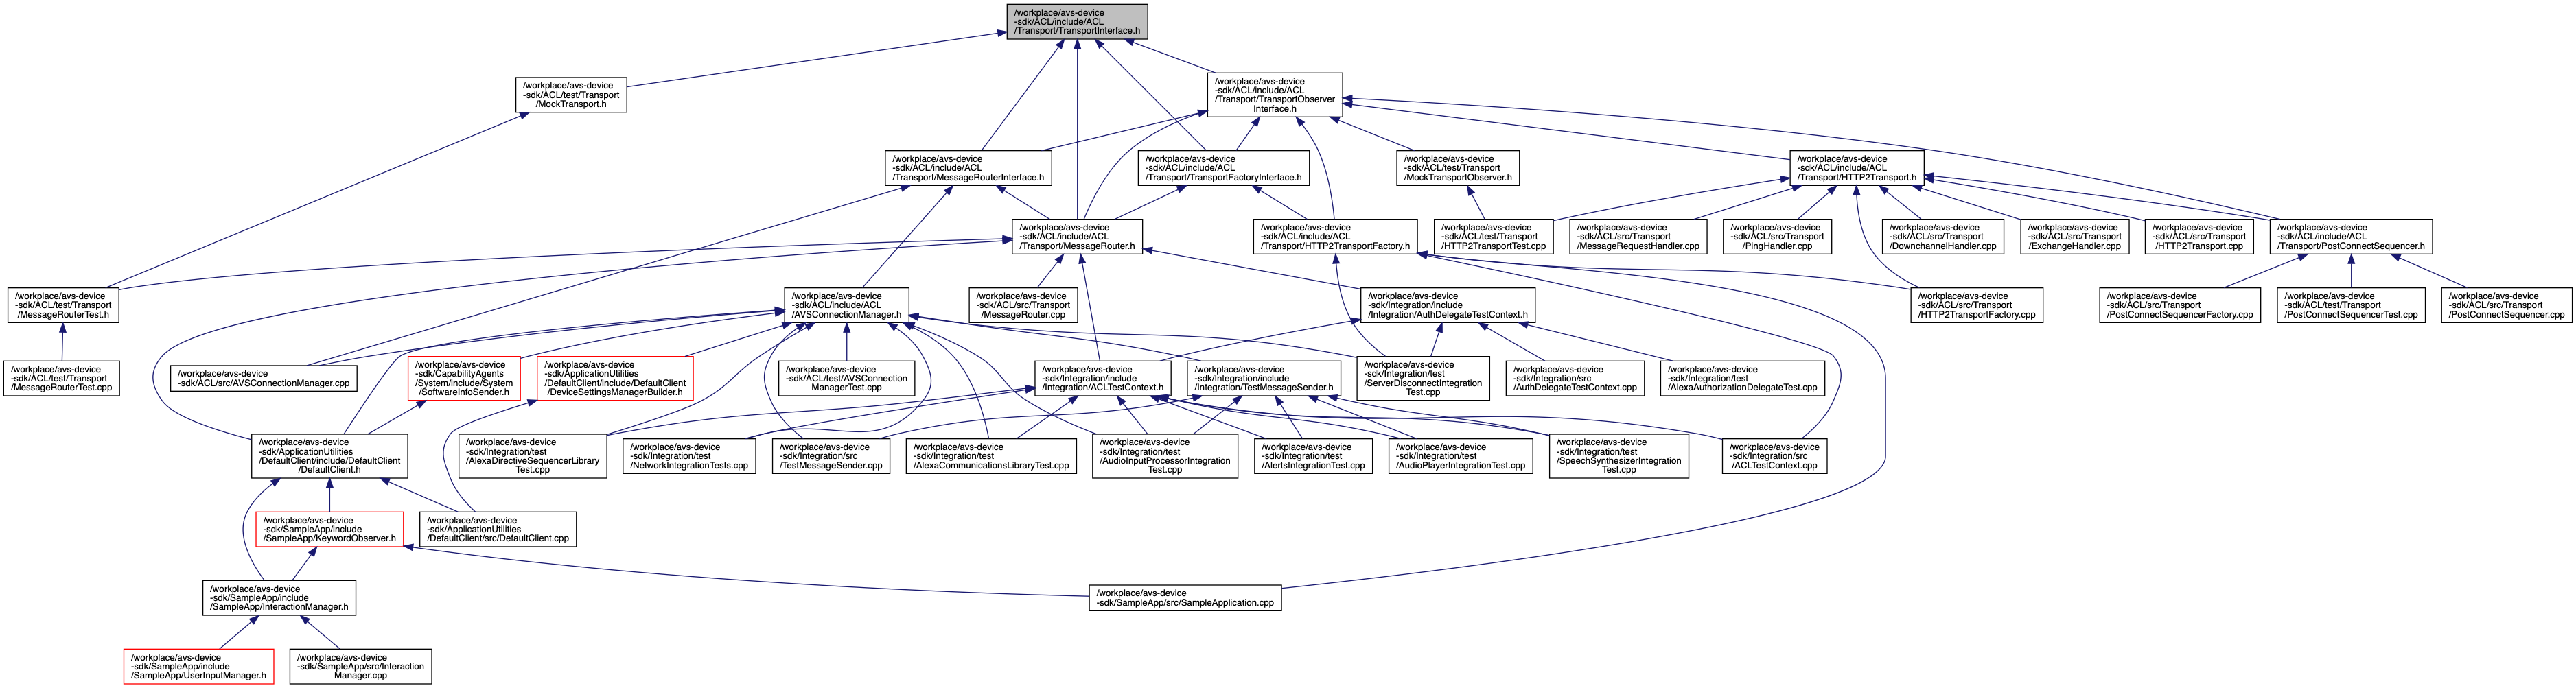 /workplace/avs-device
-sdk/ACL/include/ACL
/Transport/TransportInterface.h
/workplace/avs-device
-sdk/ACL/test/Transport
/MockTransport.h
/workplace/avs-device
-sdk/ACL/include/ACL
/Transport/TransportObserver
Interface.h
/workplace/avs-device
-sdk/ACL/include/ACL
/Transport/MessageRouterInterface.h
/workplace/avs-device
-sdk/ACL/include/ACL
/Transport/TransportFactoryInterface.h
/workplace/avs-device
-sdk/ACL/test/Transport
/MockTransportObserver.h
/workplace/avs-device
-sdk/ACL/include/ACL
/Transport/HTTP2Transport.h
/workplace/avs-device
-sdk/ACL/include/ACL
/Transport/MessageRouter.h
/workplace/avs-device
-sdk/ACL/include/ACL
/Transport/HTTP2TransportFactory.h
/workplace/avs-device
-sdk/ACL/test/Transport
/HTTP2TransportTest.cpp
/workplace/avs-device
-sdk/ACL/src/Transport
/MessageRequestHandler.cpp
/workplace/avs-device
-sdk/ACL/src/Transport
/PingHandler.cpp
/workplace/avs-device
-sdk/ACL/src/Transport
/DownchannelHandler.cpp
/workplace/avs-device
-sdk/ACL/src/Transport
/ExchangeHandler.cpp
/workplace/avs-device
-sdk/ACL/src/Transport
/HTTP2Transport.cpp
/workplace/avs-device
-sdk/ACL/include/ACL
/Transport/PostConnectSequencer.h
/workplace/avs-device
-sdk/ACL/test/Transport
/MessageRouterTest.h
/workplace/avs-device
-sdk/ACL/include/ACL
/AVSConnectionManager.h
/workplace/avs-device
-sdk/ACL/src/Transport
/MessageRouter.cpp
/workplace/avs-device
-sdk/Integration/include
/Integration/AuthDelegateTestContext.h
/workplace/avs-device
-sdk/ACL/src/Transport
/HTTP2TransportFactory.cpp
/workplace/avs-device
-sdk/ACL/src/Transport
/PostConnectSequencerFactory.cpp
/workplace/avs-device
-sdk/ACL/test/Transport
/PostConnectSequencerTest.cpp
/workplace/avs-device
-sdk/ACL/src/Transport
/PostConnectSequencer.cpp
/workplace/avs-device
-sdk/ACL/test/Transport
/MessageRouterTest.cpp
/workplace/avs-device
-sdk/ACL/src/AVSConnectionManager.cpp
/workplace/avs-device
-sdk/CapabilityAgents
/System/include/System
/SoftwareInfoSender.h
/workplace/avs-device
-sdk/ApplicationUtilities
/DefaultClient/include/DefaultClient
/DeviceSettingsManagerBuilder.h
/workplace/avs-device
-sdk/ACL/test/AVSConnection
ManagerTest.cpp
/workplace/avs-device
-sdk/Integration/include
/Integration/ACLTestContext.h
/workplace/avs-device
-sdk/Integration/include
/Integration/TestMessageSender.h
/workplace/avs-device
-sdk/Integration/test
/ServerDisconnectIntegration
Test.cpp
/workplace/avs-device
-sdk/Integration/src
/AuthDelegateTestContext.cpp
/workplace/avs-device
-sdk/Integration/test
/AlexaAuthorizationDelegateTest.cpp
/workplace/avs-device
-sdk/ApplicationUtilities
/DefaultClient/include/DefaultClient
/DefaultClient.h
/workplace/avs-device
-sdk/Integration/test
/AlexaDirectiveSequencerLibrary
Test.cpp
/workplace/avs-device
-sdk/Integration/test
/NetworkIntegrationTests.cpp
/workplace/avs-device
-sdk/Integration/src
/TestMessageSender.cpp
/workplace/avs-device
-sdk/Integration/test
/AlexaCommunicationsLibraryTest.cpp
/workplace/avs-device
-sdk/Integration/test
/AudioInputProcessorIntegration
Test.cpp
/workplace/avs-device
-sdk/Integration/test
/AlertsIntegrationTest.cpp
/workplace/avs-device
-sdk/Integration/test
/AudioPlayerIntegrationTest.cpp
/workplace/avs-device
-sdk/Integration/test
/SpeechSynthesizerIntegration
Test.cpp
/workplace/avs-device
-sdk/Integration/src
/ACLTestContext.cpp
/workplace/avs-device
-sdk/SampleApp/include
/SampleApp/KeywordObserver.h
/workplace/avs-device
-sdk/ApplicationUtilities
/DefaultClient/src/DefaultClient.cpp
/workplace/avs-device
-sdk/SampleApp/include
/SampleApp/InteractionManager.h
/workplace/avs-device
-sdk/SampleApp/src/SampleApplication.cpp
/workplace/avs-device
-sdk/SampleApp/include
/SampleApp/UserInputManager.h
/workplace/avs-device
-sdk/SampleApp/src/Interaction
Manager.cpp